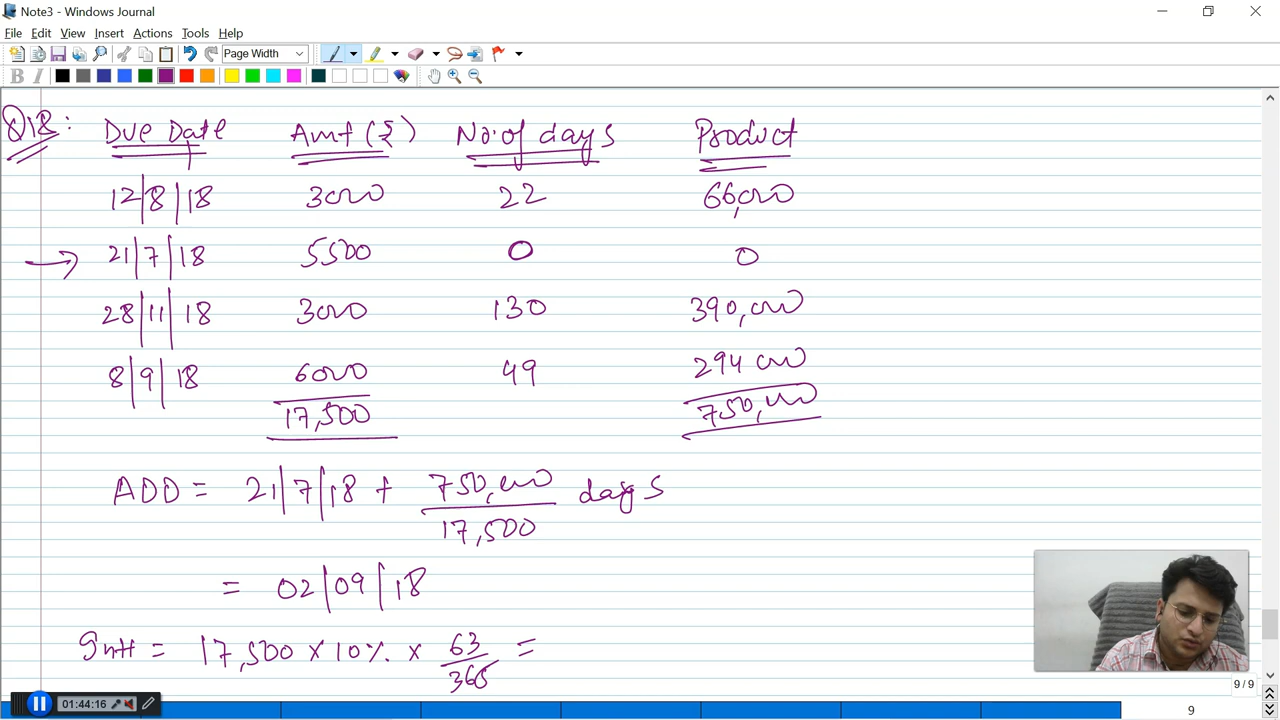 Note3 - Windows Journal
File Edit View Insert Actions Tools Help
Page Width
B I
Q18: Due Date Amt (₹) No. of days Product
12/8/18 3000 22 66,000
→ 21/7/18 5500 0 0
28/11/18 3000 130 390,000
8/9/18 6000 49 294 000
17,500 750,000
ADD = 21/7/18 + 750,000/17,500 days
= 02/09/18
Intt = 17,500 × 10% × 63/365 =
9/9
01:44:16
9